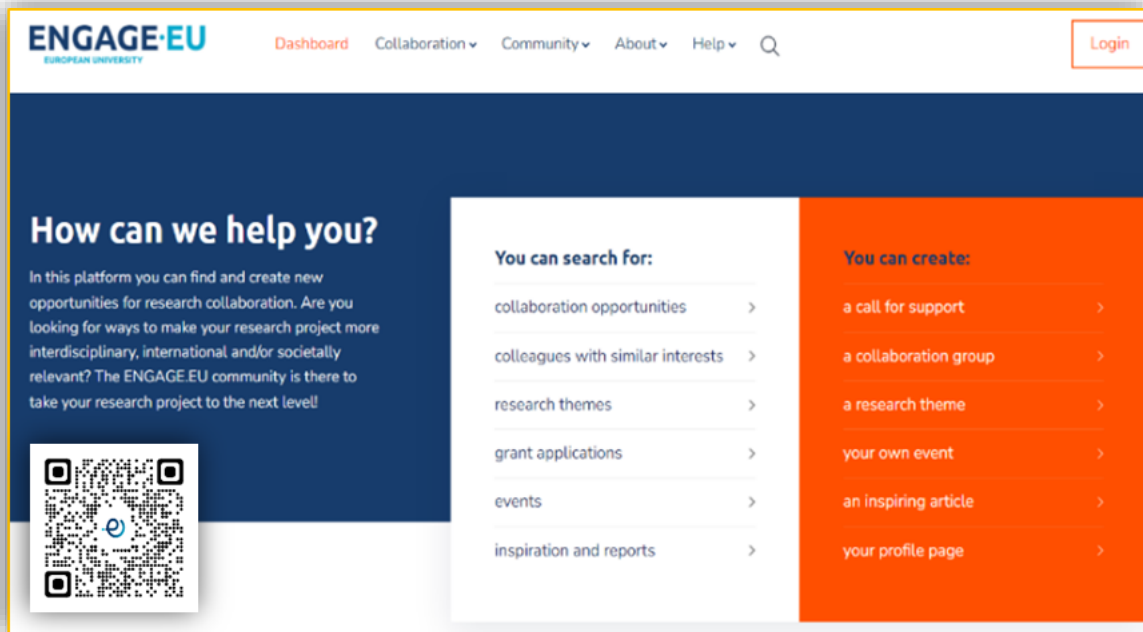 ENGAGE·EU
EUROPEAN UNIVERSITY
Dashboard
Collaboration
Community
About
Help
Login
How can we help you?
In this platform you can find and create new
opportunities for research collaboration. Are you
looking for ways to make your research project more
interdisciplinary, international and/or societally
relevant? The ENGAGE.EU community is there to
take your research project to the next level!
You can search for:
collaboration opportunities
colleagues with similar interests
research themes
grant applications
events
inspiration and reports
You can create:
a call for support
a collaboration group
a research theme
your own event
an inspiring article
your profile page